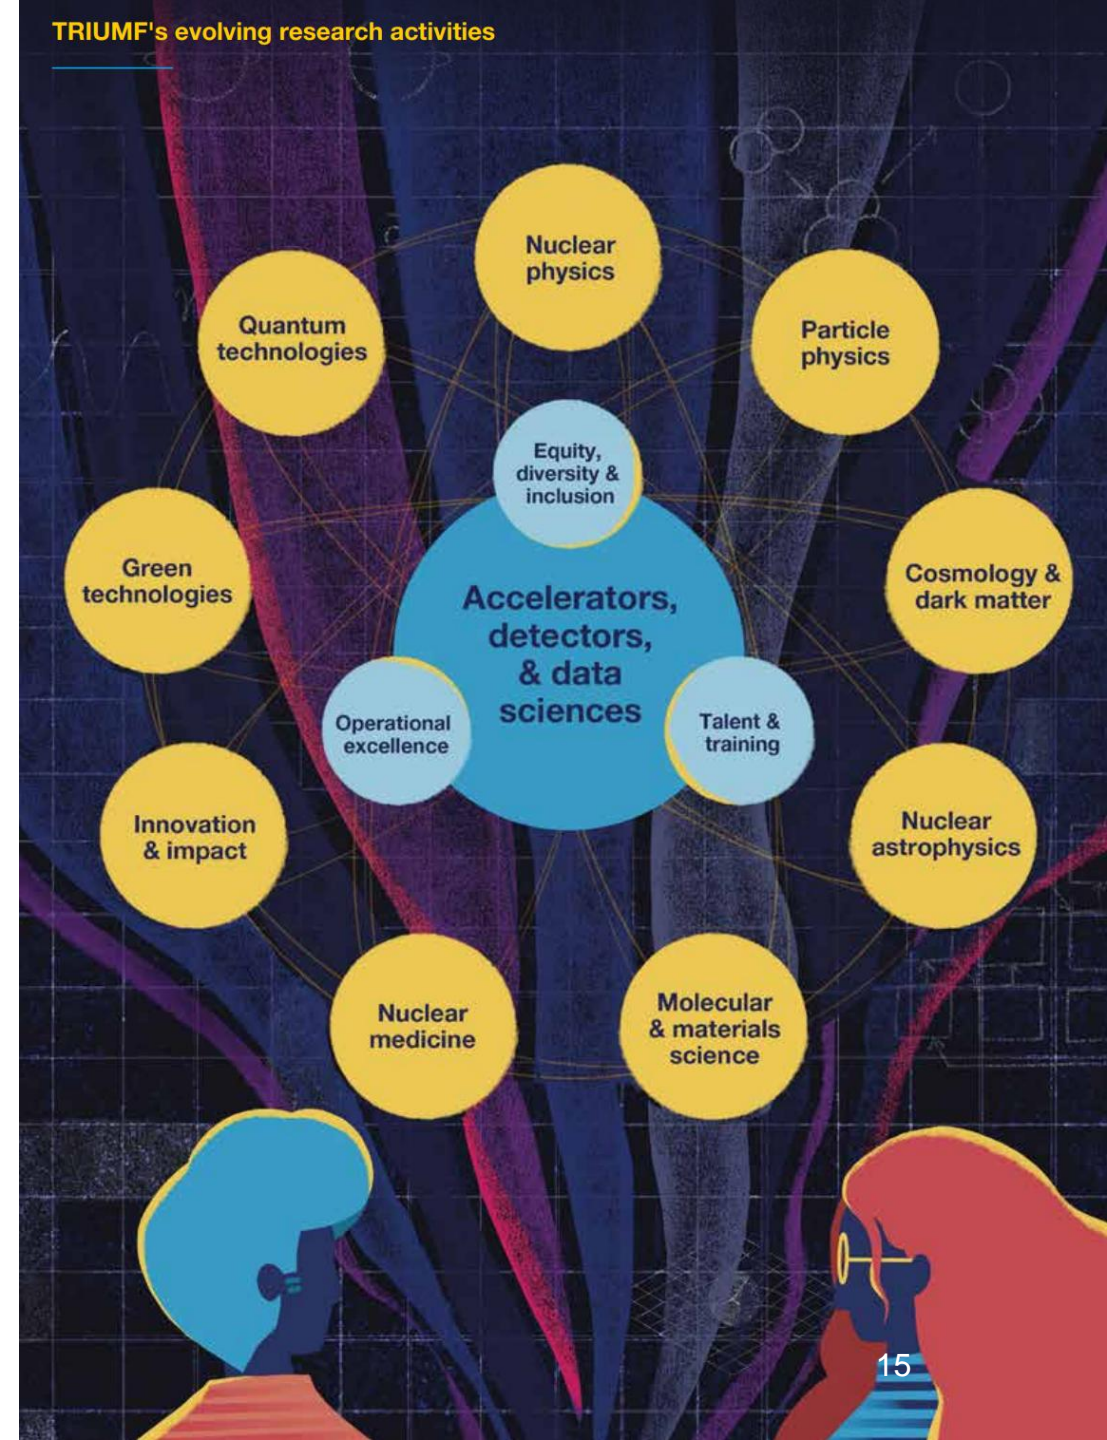 TRIUMF's evolving research activities
Nuclear
physics
Quantum
technologies
Particle
physics
Equity,
diversity &
inclusion
Green
technologies
Accelerators,
detectors,
& data
sciences
Cosmology &
dark matter
Operational
excellence
Talent &
training
Innovation
& impact
Nuclear
astrophysics
Nuclear
medicine
Molecular
& materials
science
15